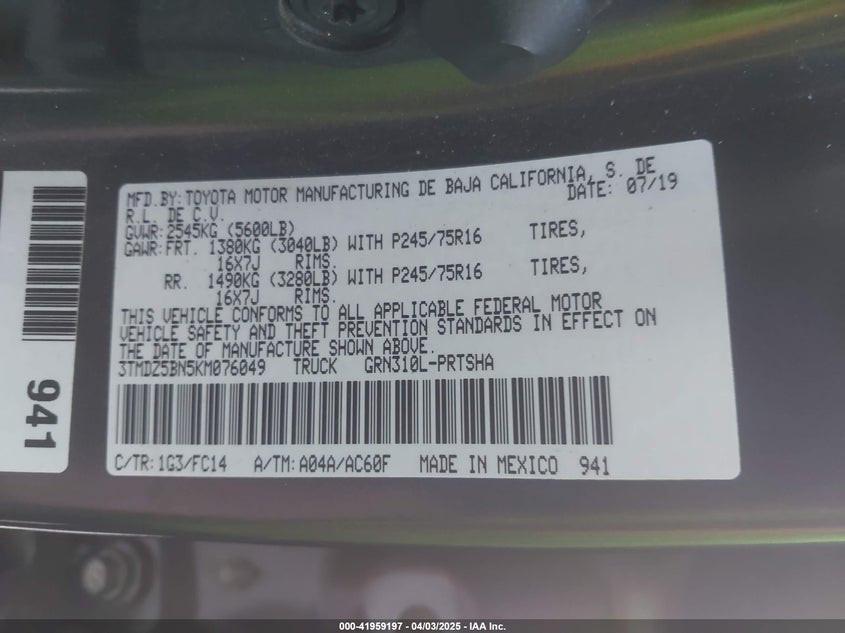 MFD.BY:TOYOTA MOTOR MANUFACTURING DE BAJA CALIFORNIA, S. DE
R.L. DE C.V. DATE: 07/19
GVWR:2545KG (5600LB)
GAWR:FRT. 1380KG (3040LB) WITH P245/75R16 TIRES,
16X7J RIMS.
RR. 1490KG (3280LB) WITH P245/75R16 TIRES,
16X7J RIMS.
THIS VEHICLE CONFORMS TO ALL APPLICABLE FEDERAL MOTOR
VEHICLE SAFETY AND THEFT PREVENTION STANDARDS IN EFFECT ON
THE DATE OF MANUFACTURE SHOWN ABOVE.
3TMDZ5BN5KM076049 TRUCK GRN310L-PRTSHA
C/TR:1G3/FC14 A/TM:A04A/AC60F MADE IN MEXICO 941
941
000-41959197 - 04/03/2025 - IAA Inc.